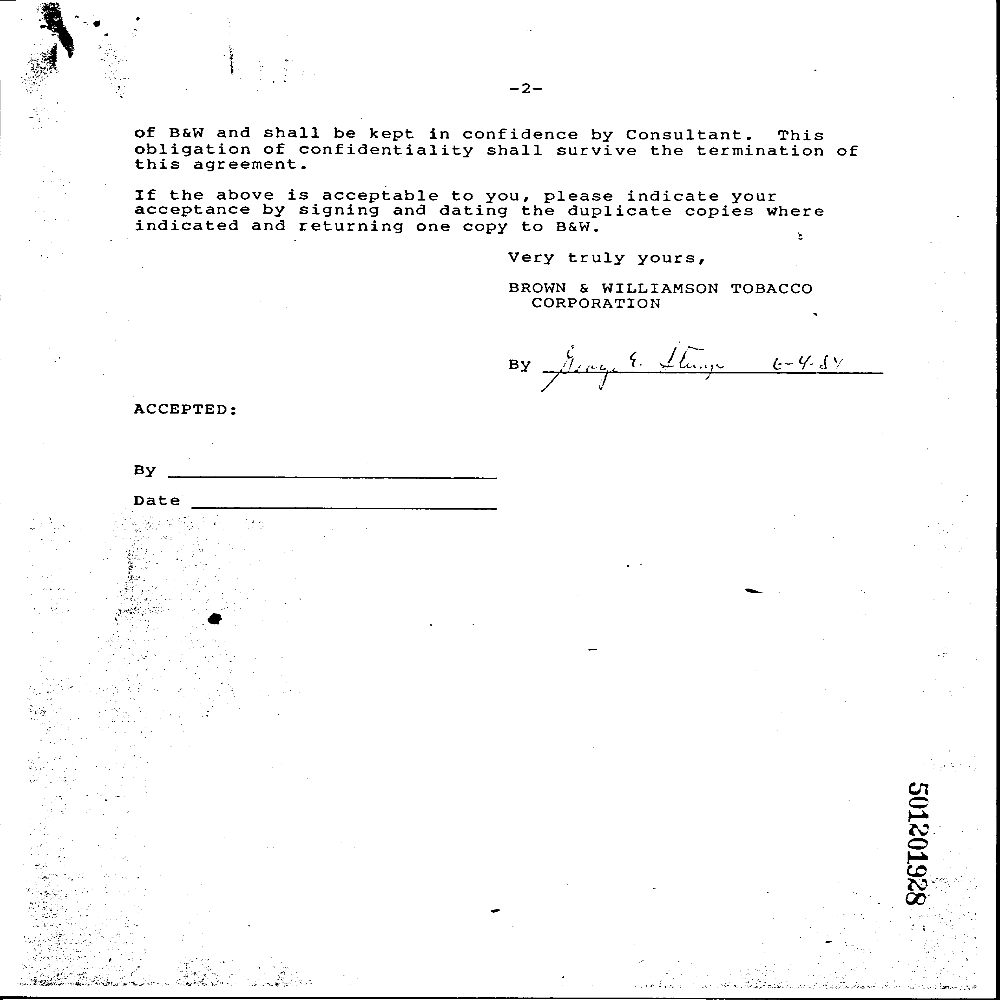 -2-
of B&W and shall be kept in confidence by Consultant. This
obligation of confidentiality shall survive the termination of
this agreement.
If the above is acceptable to you, please indicate your
acceptance by signing and dating the duplicate copies where
indicated and returning one copy to B&W.
Very truly yours,
BROWN & WILLIAMSON TOBACCO
CORPORATION
By George E. 6-4-84
ACCEPTED:
By
Date
501201928